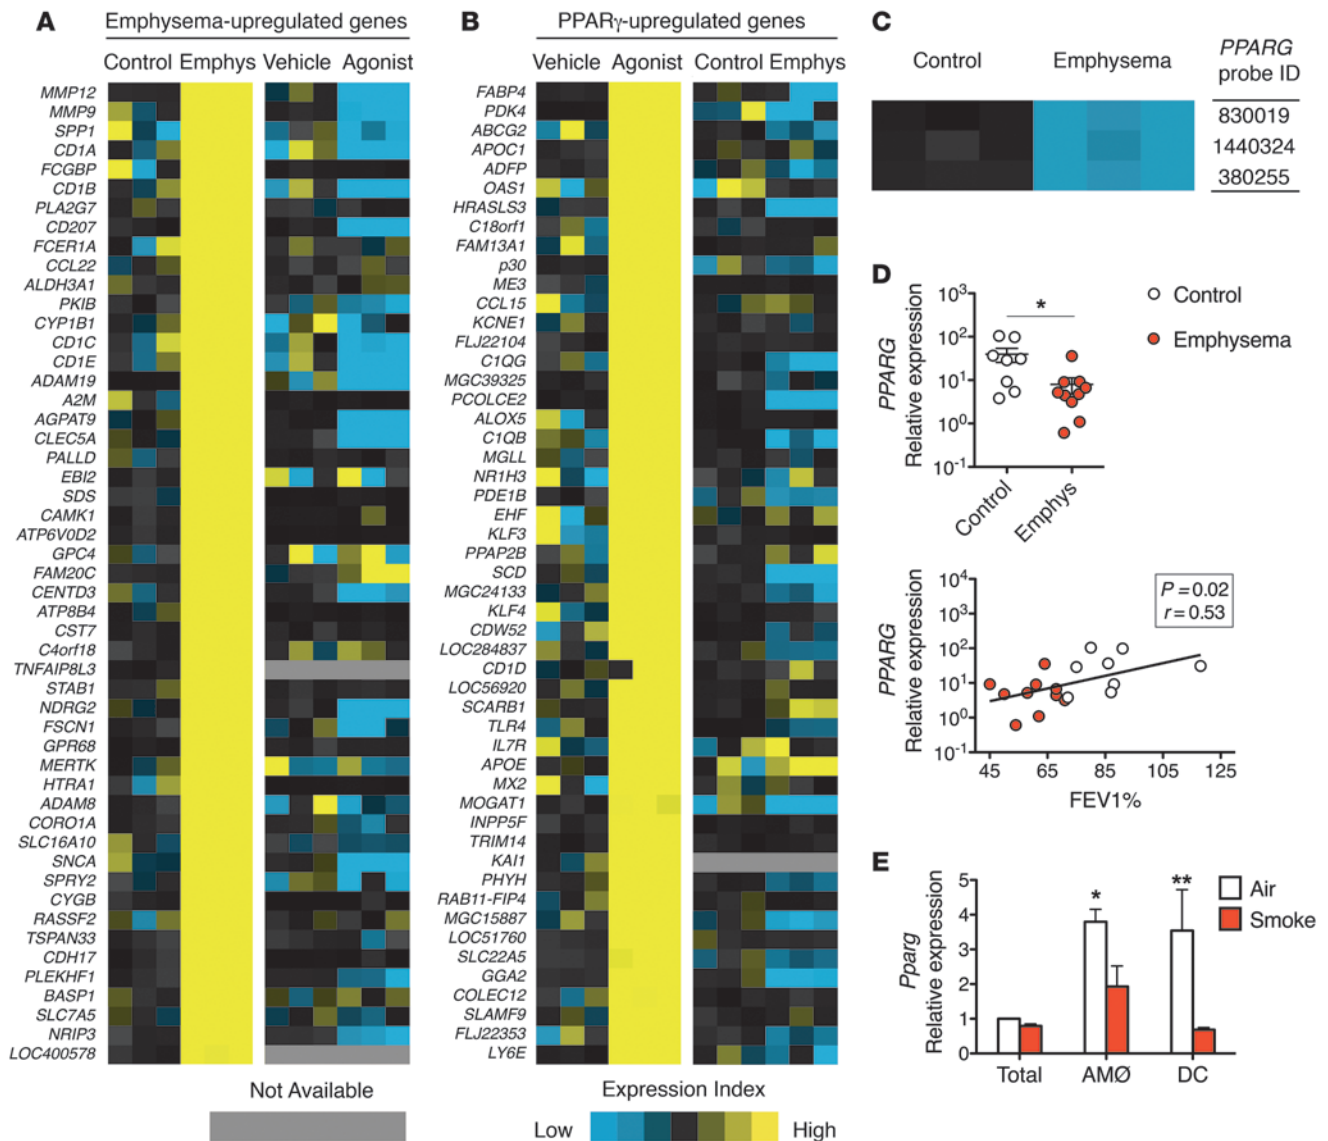 A
Emphysema-upregulated genes
Control Emphys Vehicle Agonist
MMP12
MMP9
SPP1
CD1A
FCGBP
CD1B
PLA2G7
CD207
FCER1A
CCL22
ALDH3A1
PKIB
CYP1B1
CD1C
CD1E
ADAM19
A2M
AGPAT9
CLEC5A
PALLD
EBI2
SDS
CAMK1
ATP6V0D2
GPC4
FAM20C
CENTD3
ATP8B4
CST7
C4orf18
TNFAIP8L3
STAB1
NDRG2
FSCN1
GPR68
MERTK
HTRA1
ADAM8
CORO1A
SLC16A10
SNCA
SPRY2
CYGB
RASSF2
TSPAN33
CDH17
PLEKHF1
BASP1
SLC7A5
NRIP3
LOC400578
Not Available
B
PPARγ-upregulated genes
Vehicle Agonist Control Emphys
FABP4
PDK4
ABCG2
APOC1
ADFP
OAS1
HRASLS3
C18orf1
FAM13A1
p30
ME3
CCL15
KCNE1
FLJ22104
C1QG
MGC39325
PCOLCE2
ALOX5
C1QB
MGLL
NR1H3
PDE1B
EHF
KLF3
PPAP2B
SCD
MGC24133
KLF4
CDW52
LOC284837
CD1D
LOC56920
SCARB1
TLR4
IL7R
APOE
MX2
MOGAT1
INPP5F
TRIM14
KAI1
PHYH
RAB11-FIP4
MGC15887
LOC51760
SLC22A5
GGA2
COLEC12
SLAMF9
FLJ22353
LY6E
Expression Index
Low High
C
Control Emphysema PPARG
probe ID
830019
1440324
380255
D
PPARG
Relative expression
10³
10²
10¹
10⁰
10⁻¹
*
Control
Emphys
Control
Emphysema
PPARG
Relative expression
10⁴
10³
10²
10¹
10⁰
10⁻¹
P = 0.02
r = 0.53
45 65 85 105 125
FEV1%
E
Pparg
Relative expression
5
4
3
2
1
0
* **
Air
Smoke
Total AMØ DC